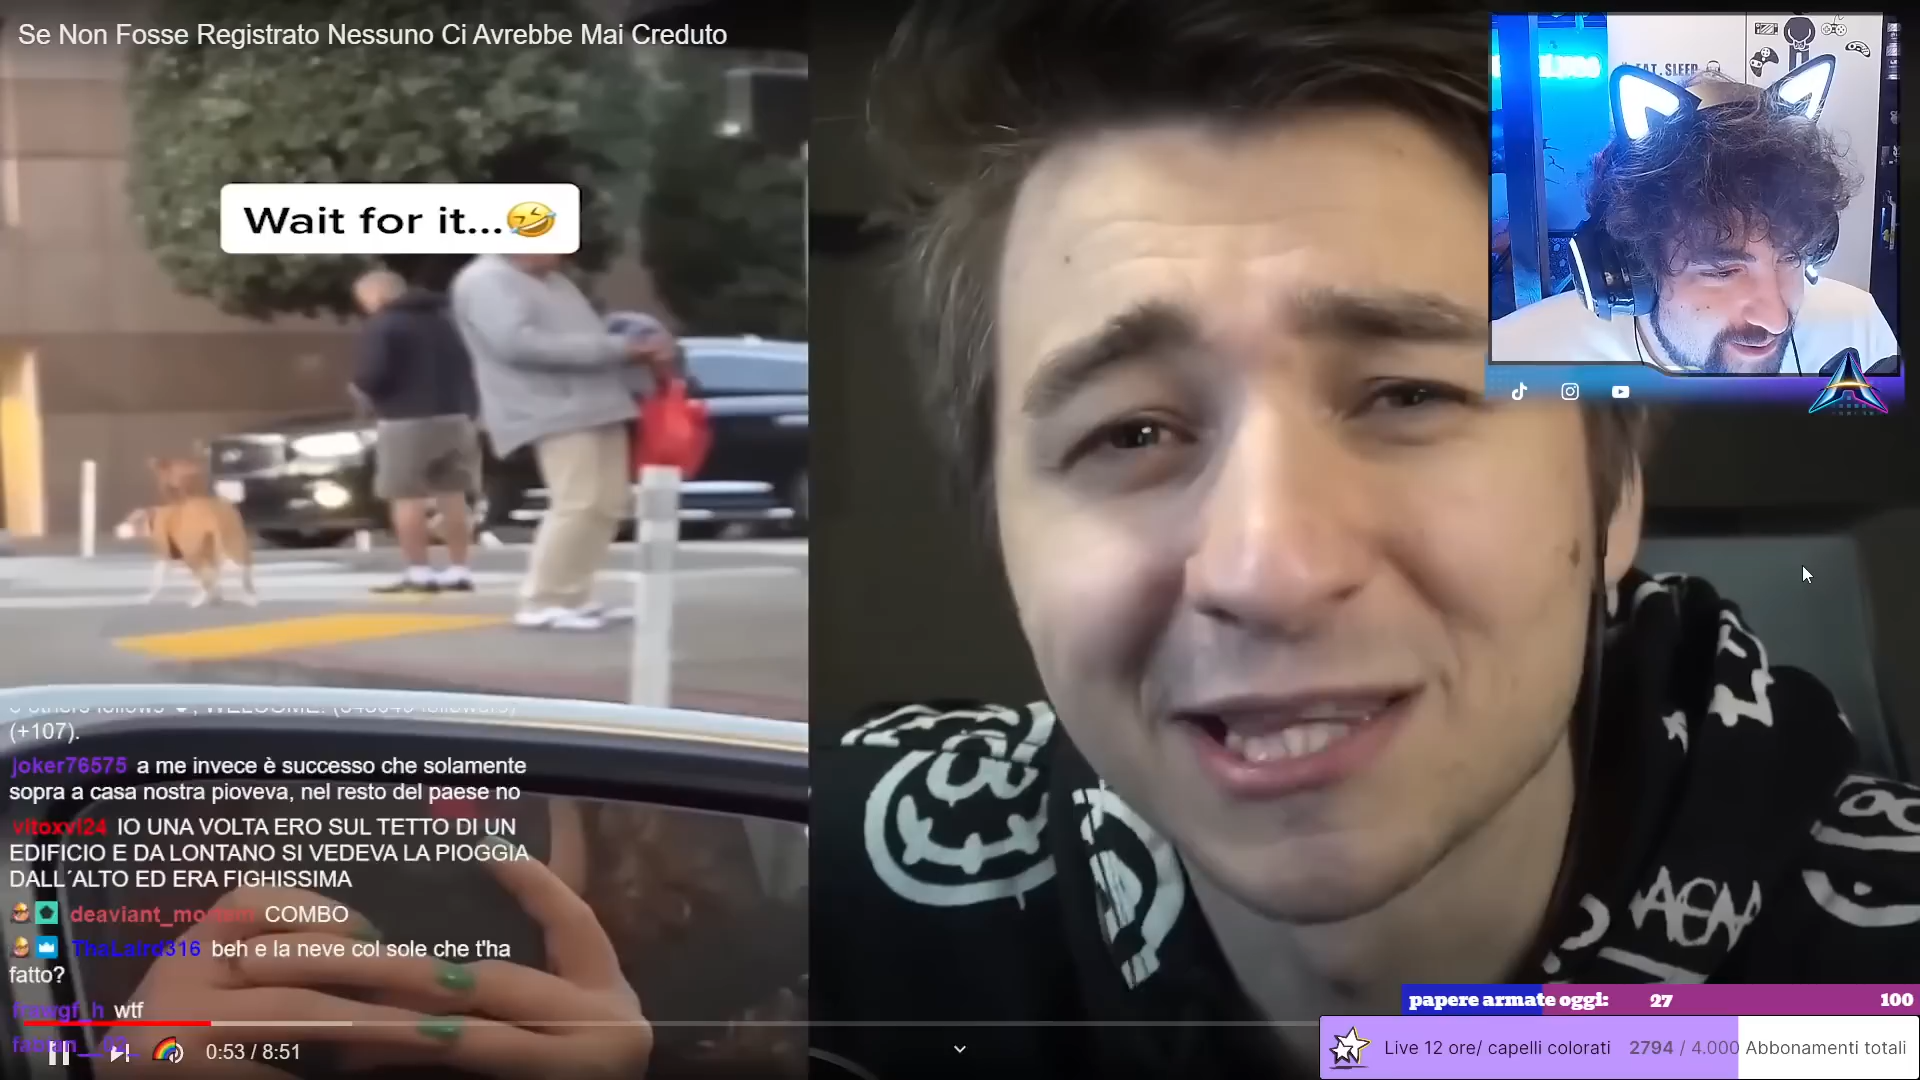 Se Non Fosse Registrato Nessuno Ci Avrebbe Mai Creduto
EAT.SLEEP
Wait for it...🤣
(+107).
joker76575 a me invece è successo che solamente
sopra a casa nostra pioveva, nel resto del paese no
vitoxvi24 IO UNA VOLTA ERO SUL TETTO DI UN
EDIFICIO E DA LONTANO SI VEDEVA LA PIOGGIA
DALL´ALTO ED ERA FIGHISSIMA
COMBO
ThaLaird316 beh e la neve col sole che t'ha
fatto?
wtf
0:53 / 8:51
papere armate oggi: 27 100
Live 12 ore/ capelli colorati 2794 / 4.000 Abbonamenti totali